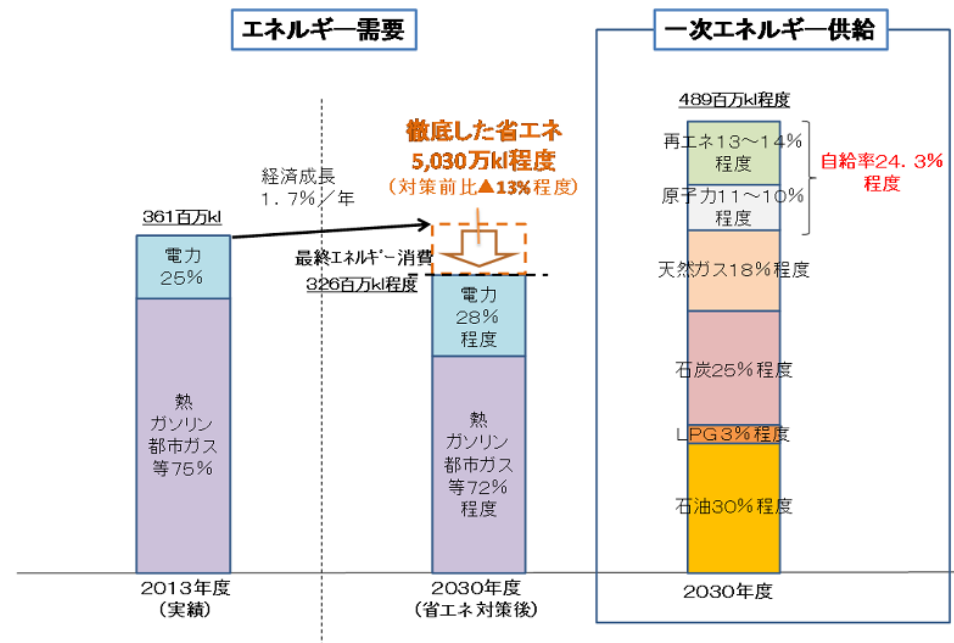 エネルギー需要
一次エネルギー供給
徹底した省エネ
5,030万kl程度
(対策前比▲13%程度)
経済成長
1.7%/年
361百万kl
電力
25%
熱
ガソリン
都市ガス
等75%
2013年度
(実績)
最終エネルギー消費
326百万kl程度
電力
28%
程度
熱
ガソリン
都市ガス
等72%
程度
2030年度
(省エネ対策後)
489百万kl程度
再エネ13~14%
程度
原子力11~10%
程度
自給率24.3%
程度
天然ガス18%程度
石炭25%程度
LPG3%程度
石油30%程度
2030年度